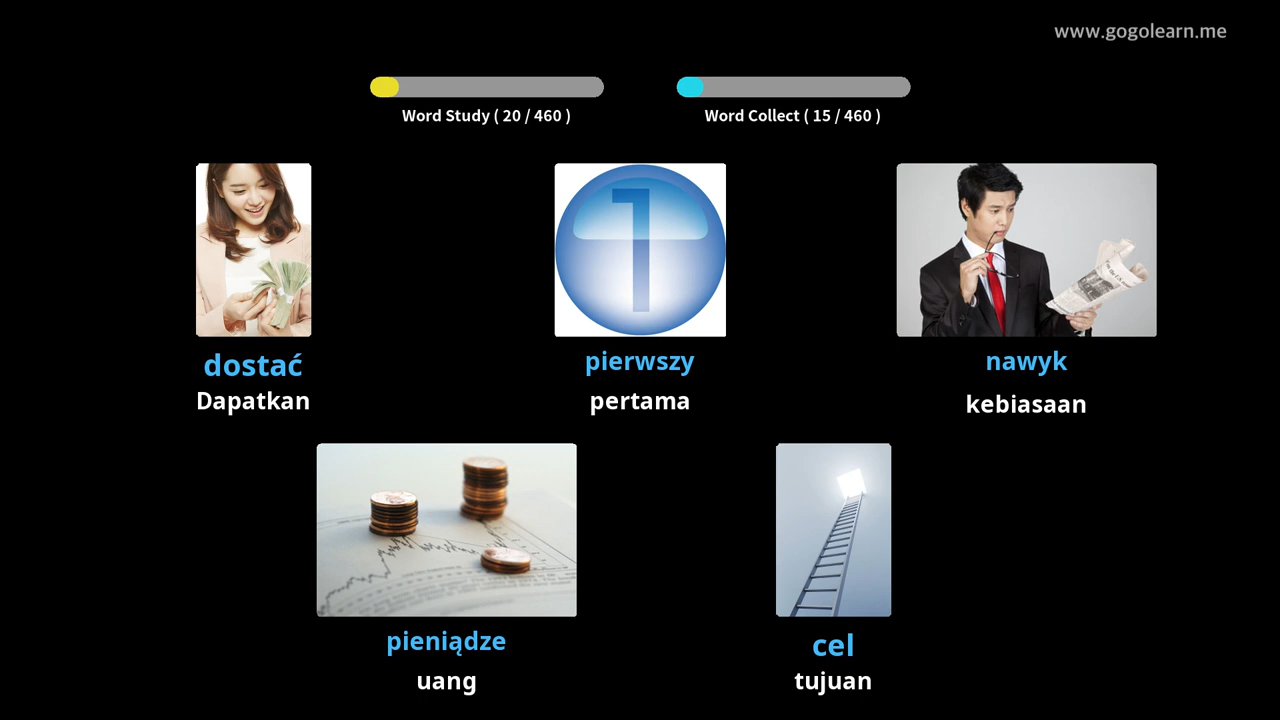 www.gogolearn.me
Word Study ( 20 / 460 )
Word Collect ( 15 / 460 )
1
dostać
Dapatkan
pierwszy
pertama
nawyk
kebiasaan
pieniądze
uang
cel
tujuan